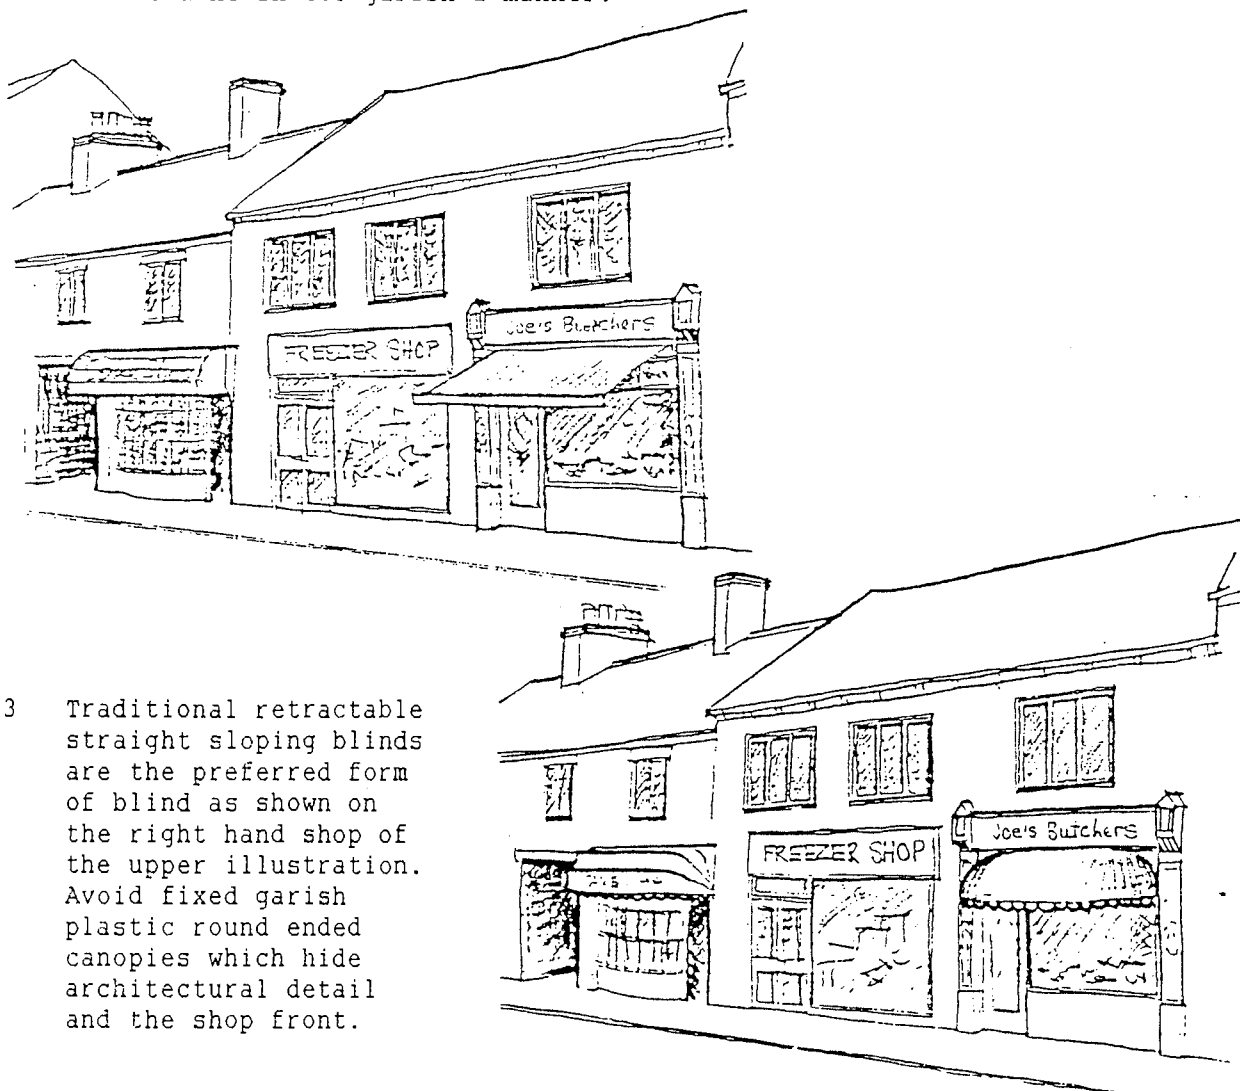 FREEZER SHOP
Joe's Butchers
3 Traditional retractable
straight sloping blinds
are the preferred form
of blind as shown on
the right hand shop of
the upper illustration.
Avoid fixed garish
plastic round ended
canopies which hide
architectural detail
and the shop front.
FREEZER SHOP
Joe's Butchers